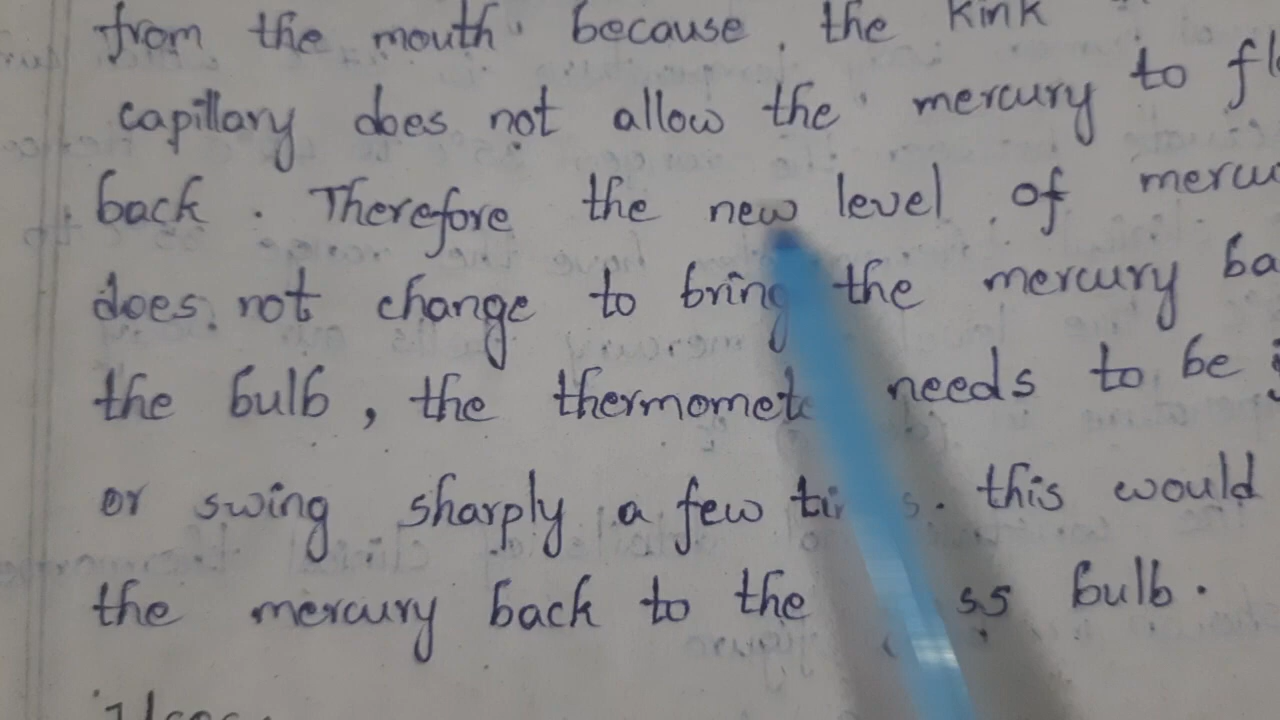 from the mouth because . the kink
capillary does not allow the mercury to
back . Therefore the new level of
does not change to bring the mercury
the bulb , the thermomet needs to be
or swing sharply a few . this would
the mercury back to the bulb .